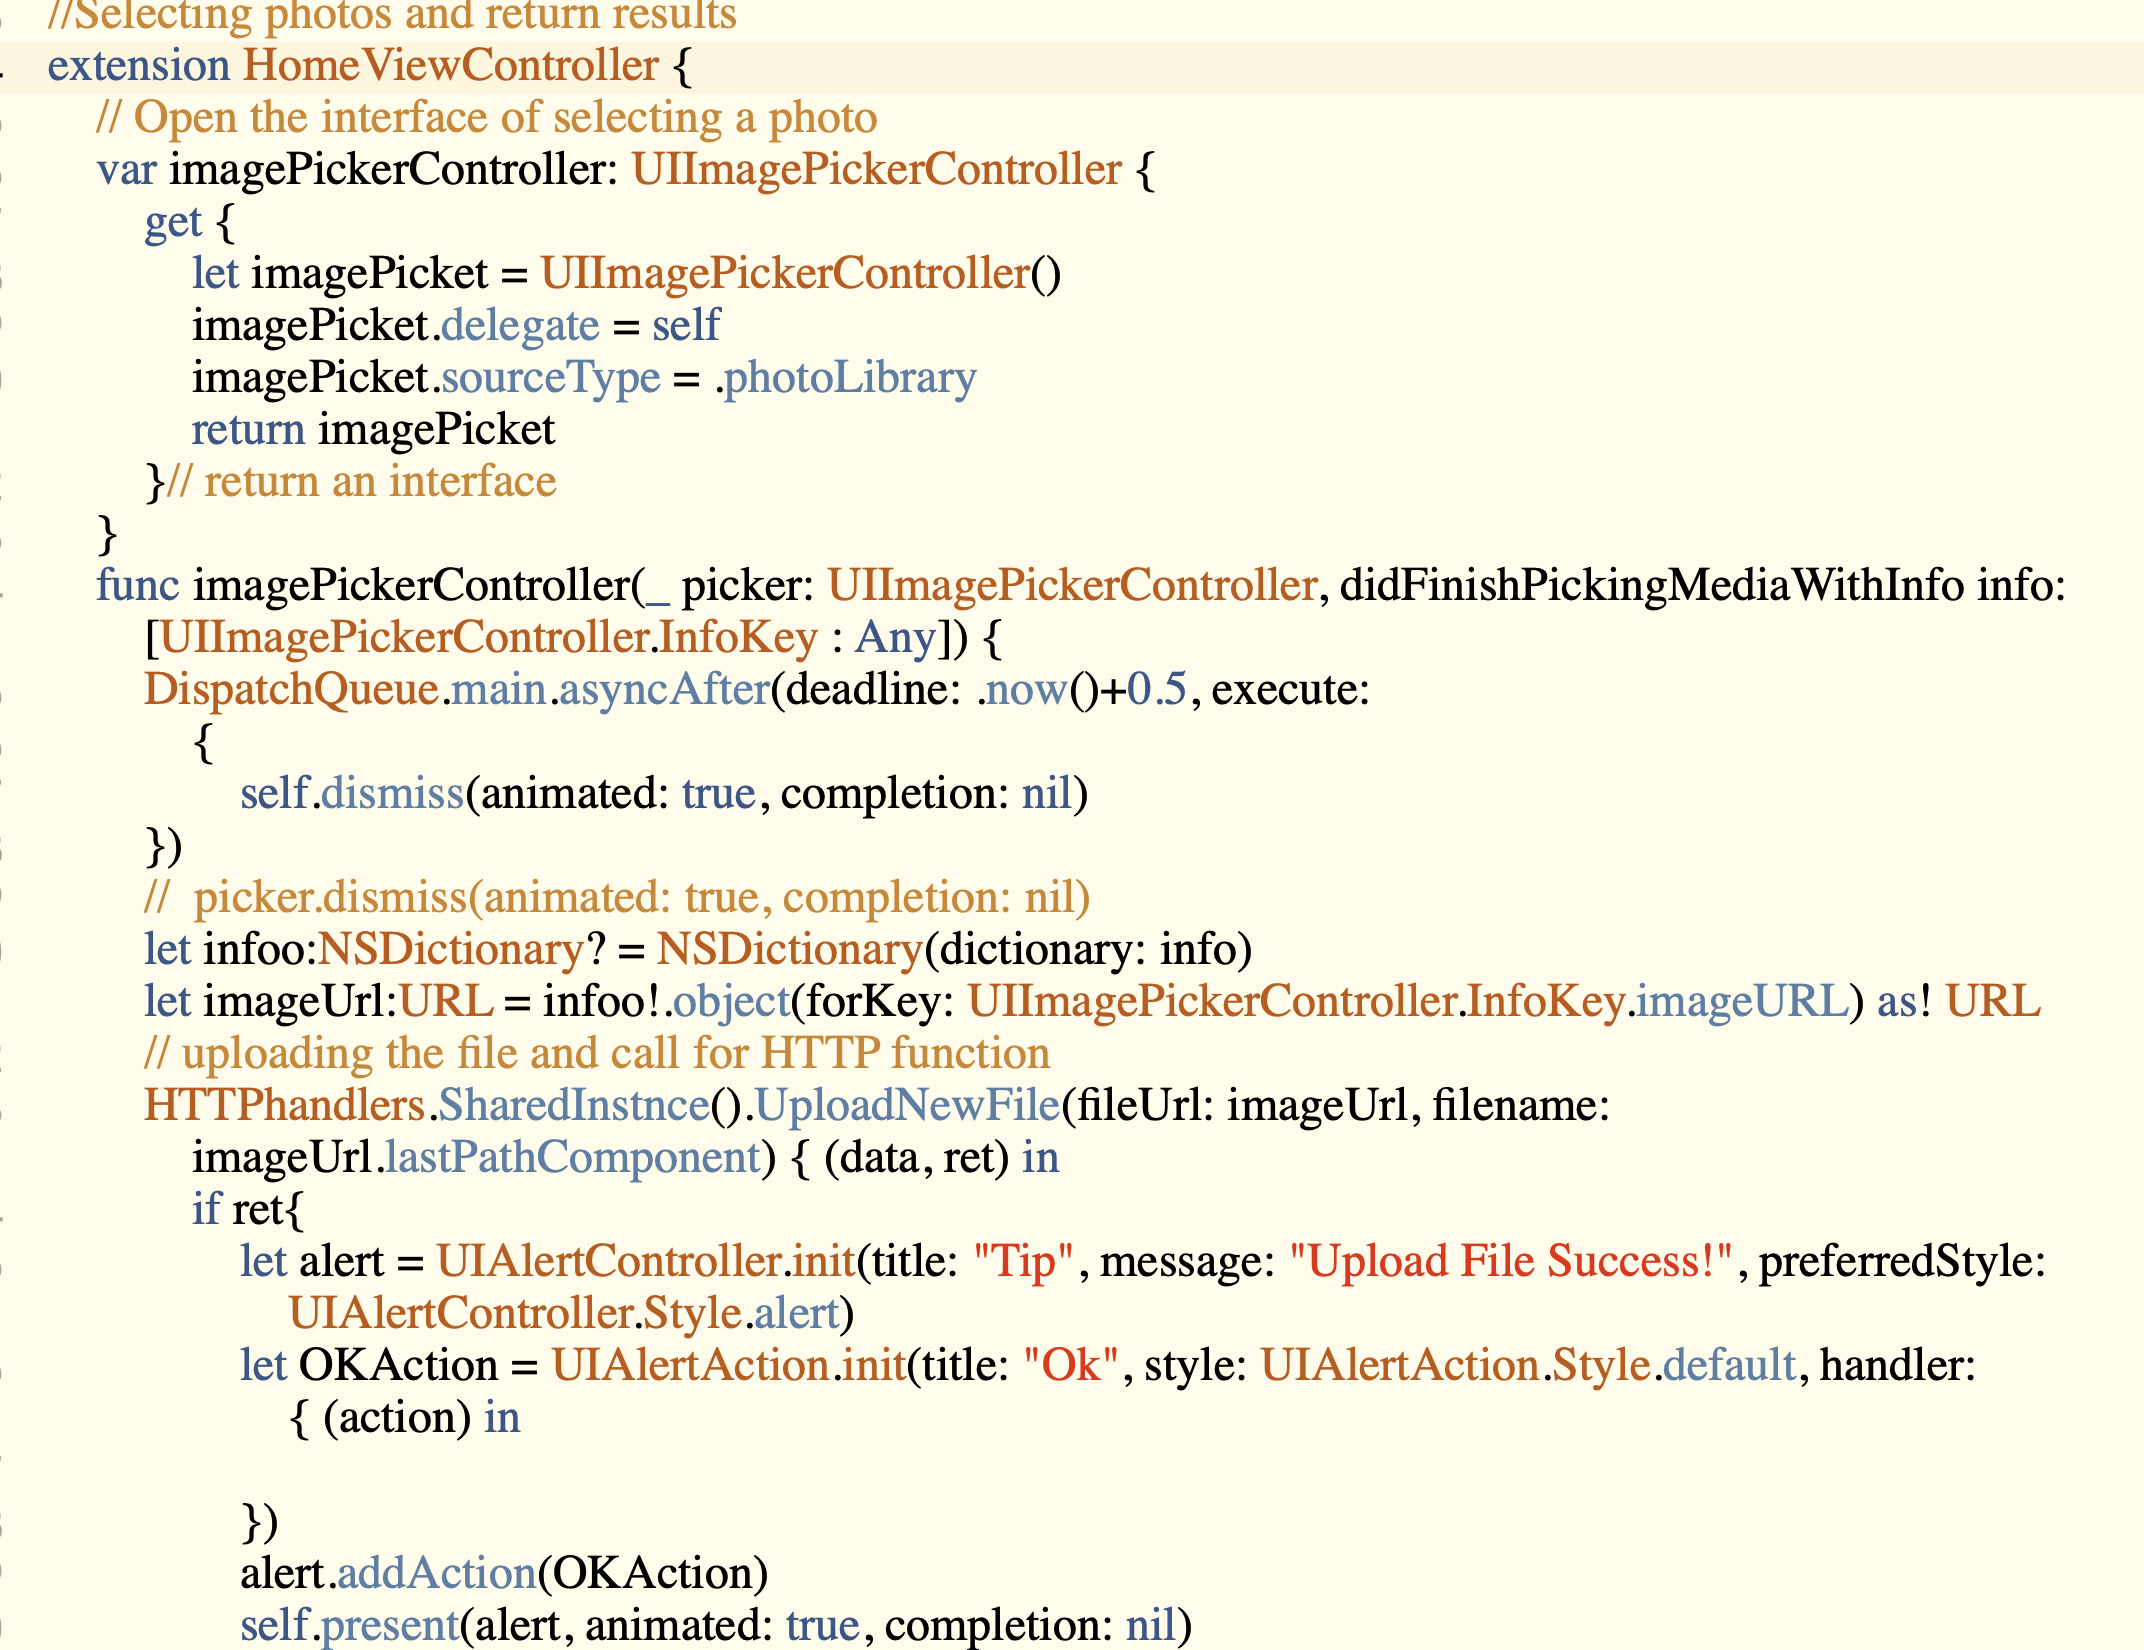 //Selecting photos and return results
extension HomeViewController {
// Open the interface of selecting a photo
var imagePickerController: UIImagePickerController {
get {
let imagePicket = UIImagePickerController()
imagePicket.delegate = self
imagePicket.sourceType = .photoLibrary
return imagePicket
}// return an interface
}
func imagePickerController(_ picker: UIImagePickerController, didFinishPickingMediaWithInfo info:
[UIImagePickerController.InfoKey : Any]) {
DispatchQueue.main.asyncAfter(deadline: .now()+0.5, execute:
{
self.dismiss(animated: true, completion: nil)
})
//  picker.dismiss(animated: true, completion: nil)
let infoo:NSDictionary? = NSDictionary(dictionary: info)
let imageUrl:URL = infoo!.object(forKey: UIImagePickerController.InfoKey.imageURL) as! URL
// uploading the file and call for HTTP function
HTTPhandlers.SharedInstnce().UploadNewFile(fileUrl: imageUrl, filename:
imageUrl.lastPathComponent) { (data, ret) in
if ret{
let alert = UIAlertController.init(title: "Tip", message: "Upload File Success!", preferredStyle:
UIAlertController.Style.alert)
let OKAction = UIAlertAction.init(title: "Ok", style: UIAlertAction.Style.default, handler:
{ (action) in
})
alert.addAction(OKAction)
self.present(alert, animated: true, completion: nil)